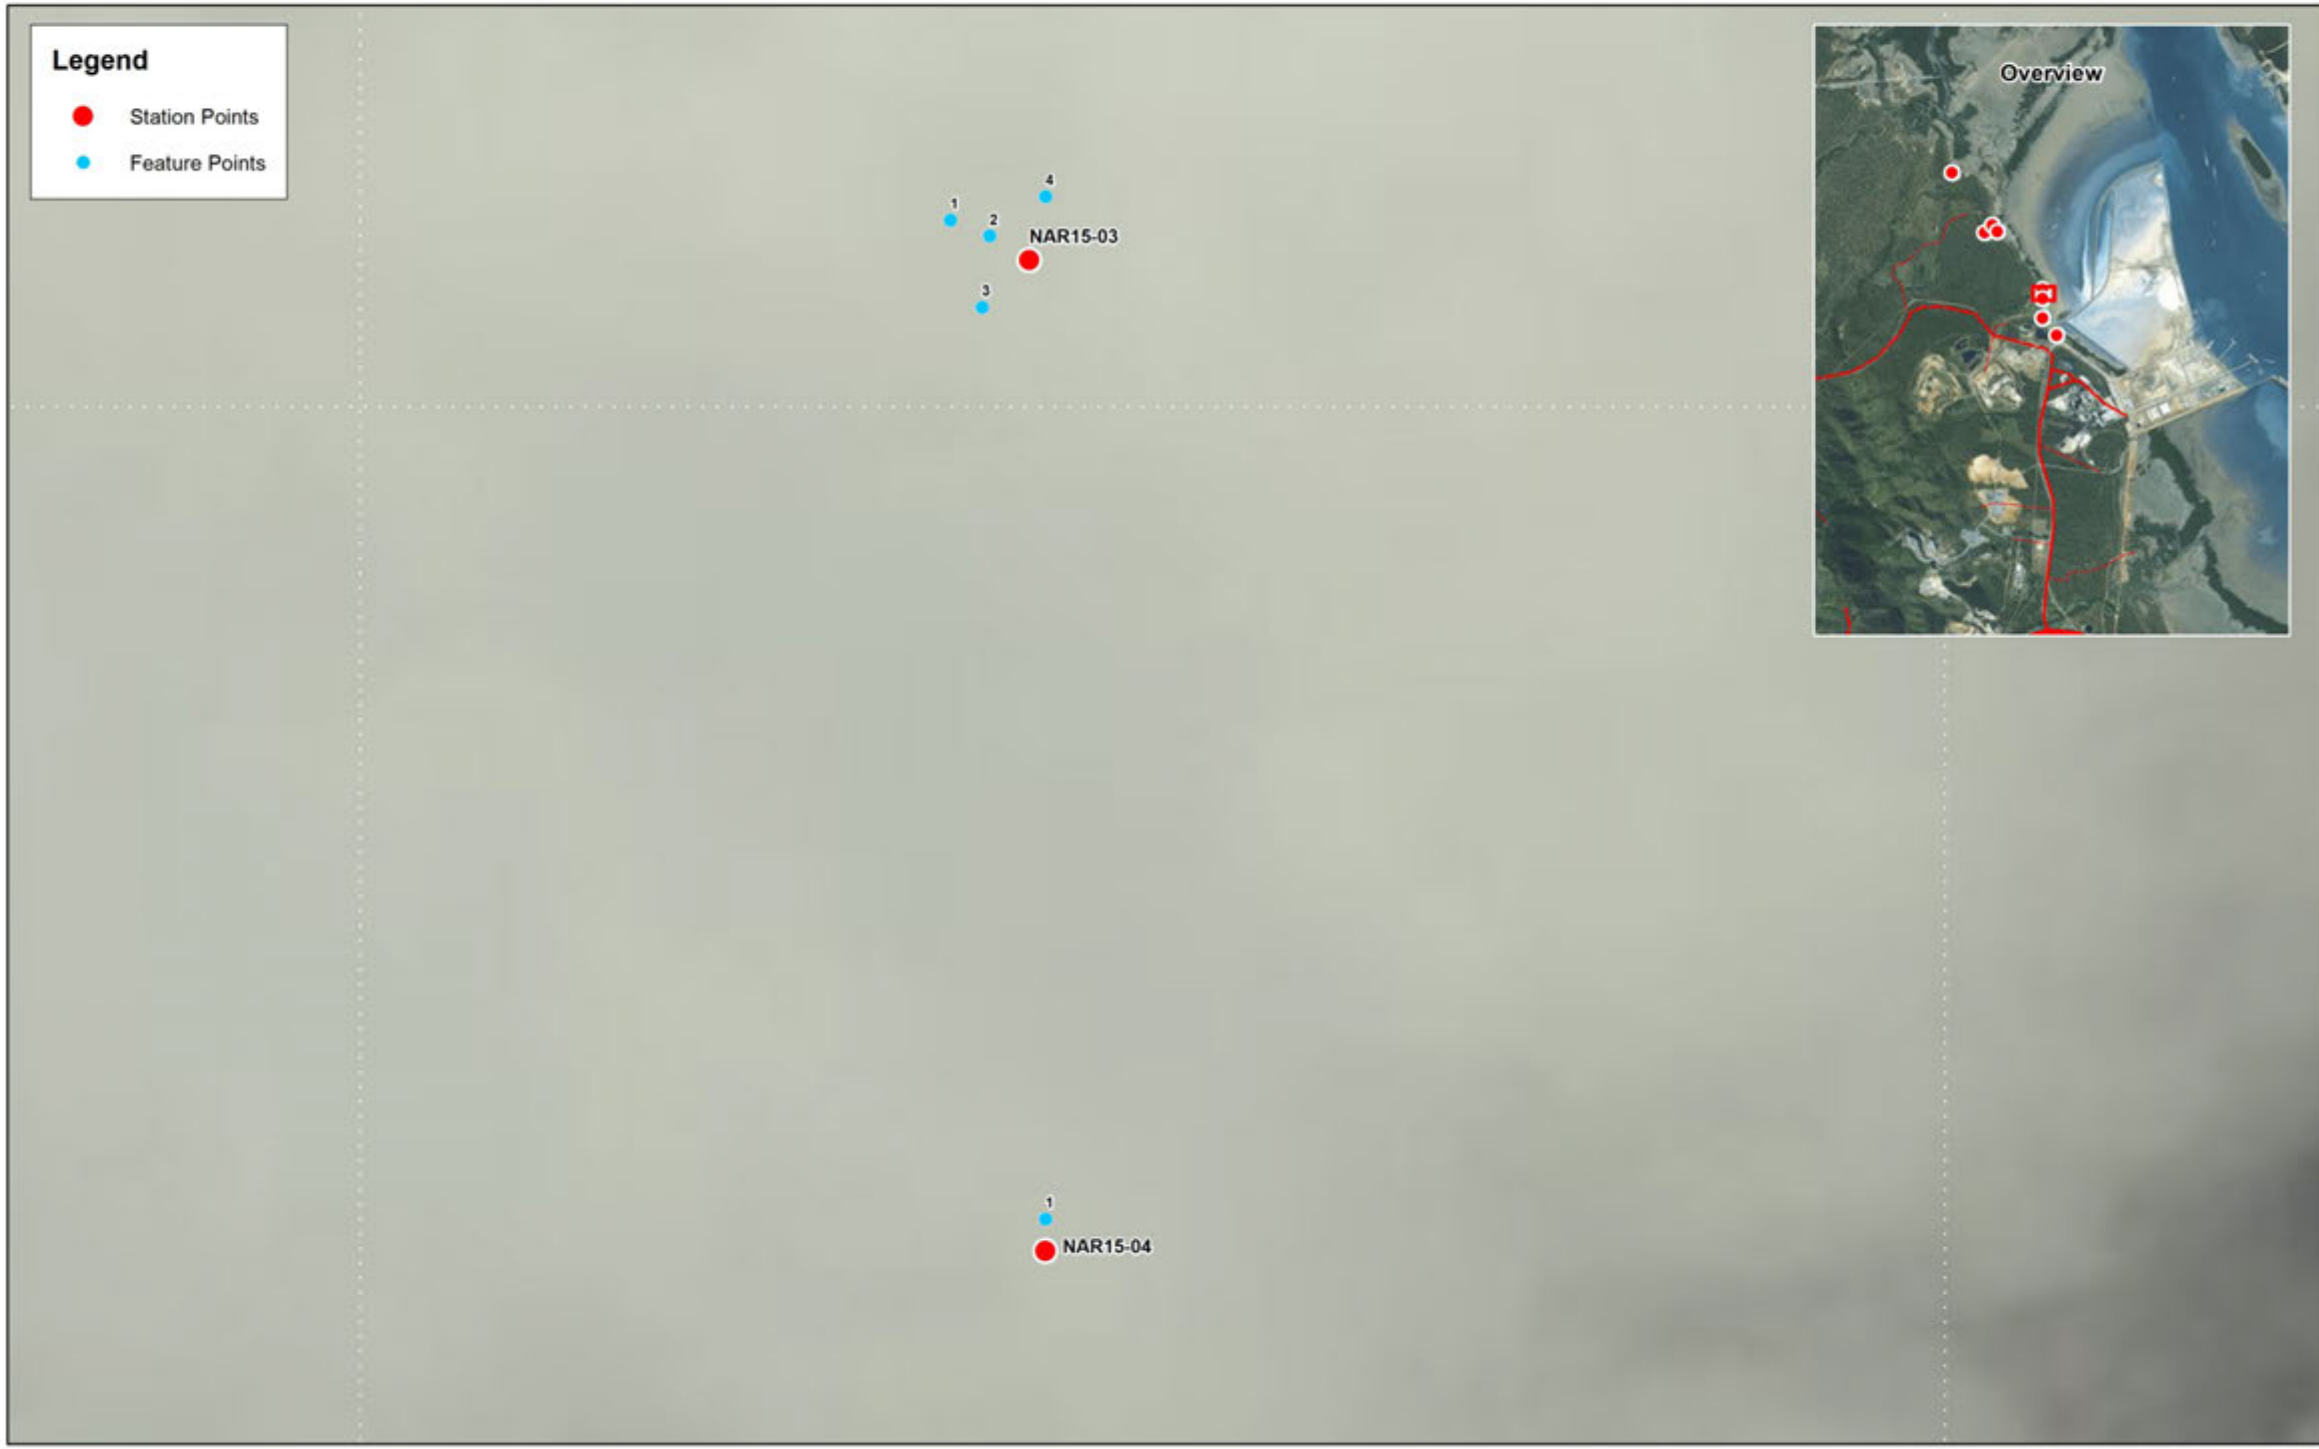 Legend
Station Points
Feature Points
Overview
4
1
2
NAR15-03
3
1
NAR15-04